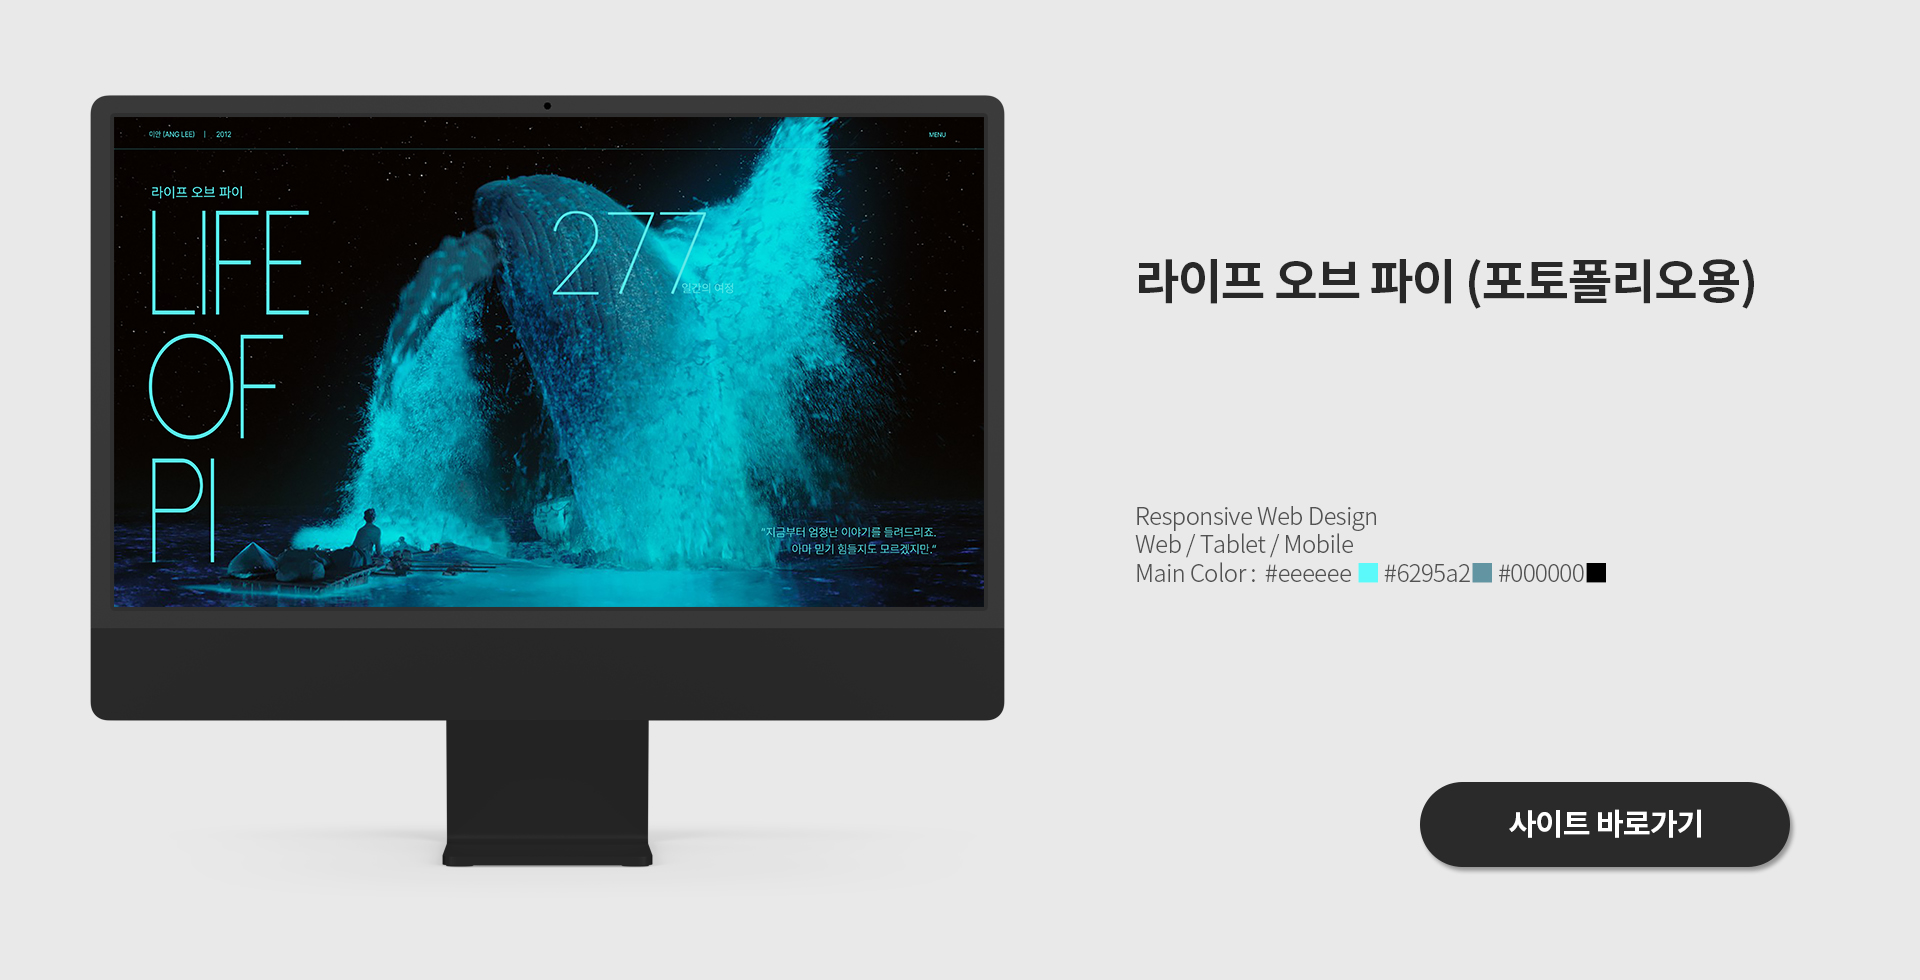 이안 (ANG LEE) | 2012
MENU
라이프 오브 파이
LIFE
OF
PI
277
일간의 여정
"지금부터 엄청난 이야기를 들려드리죠.
아마 믿기 힘들지도 모르겠지만."
라이프 오브 파이 (포토폴리오용)
Responsive Web Design
Web / Tablet / Mobile
Main Color : #eeeeee #6295a2 #000000
사이트 바로가기